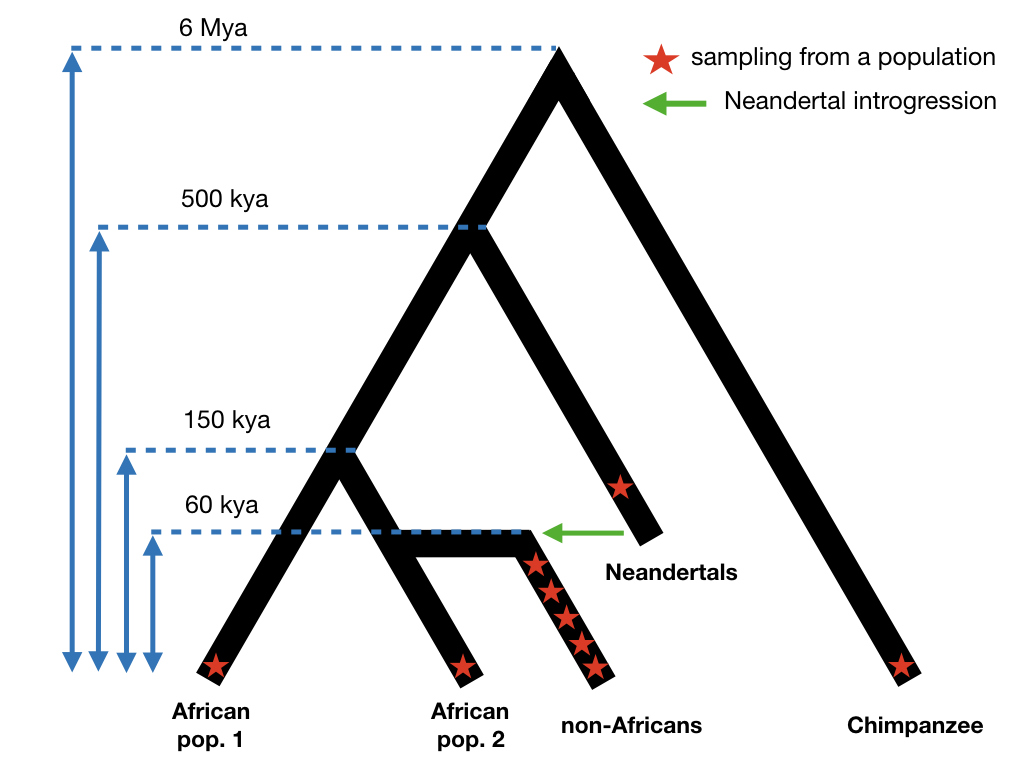 6 Mya
sampling from a population
Neandertal introgression
500 kya
150 kya
60 kya
Neandertals
African
pop. 1
African
pop. 2
non-Africans
Chimpanzee